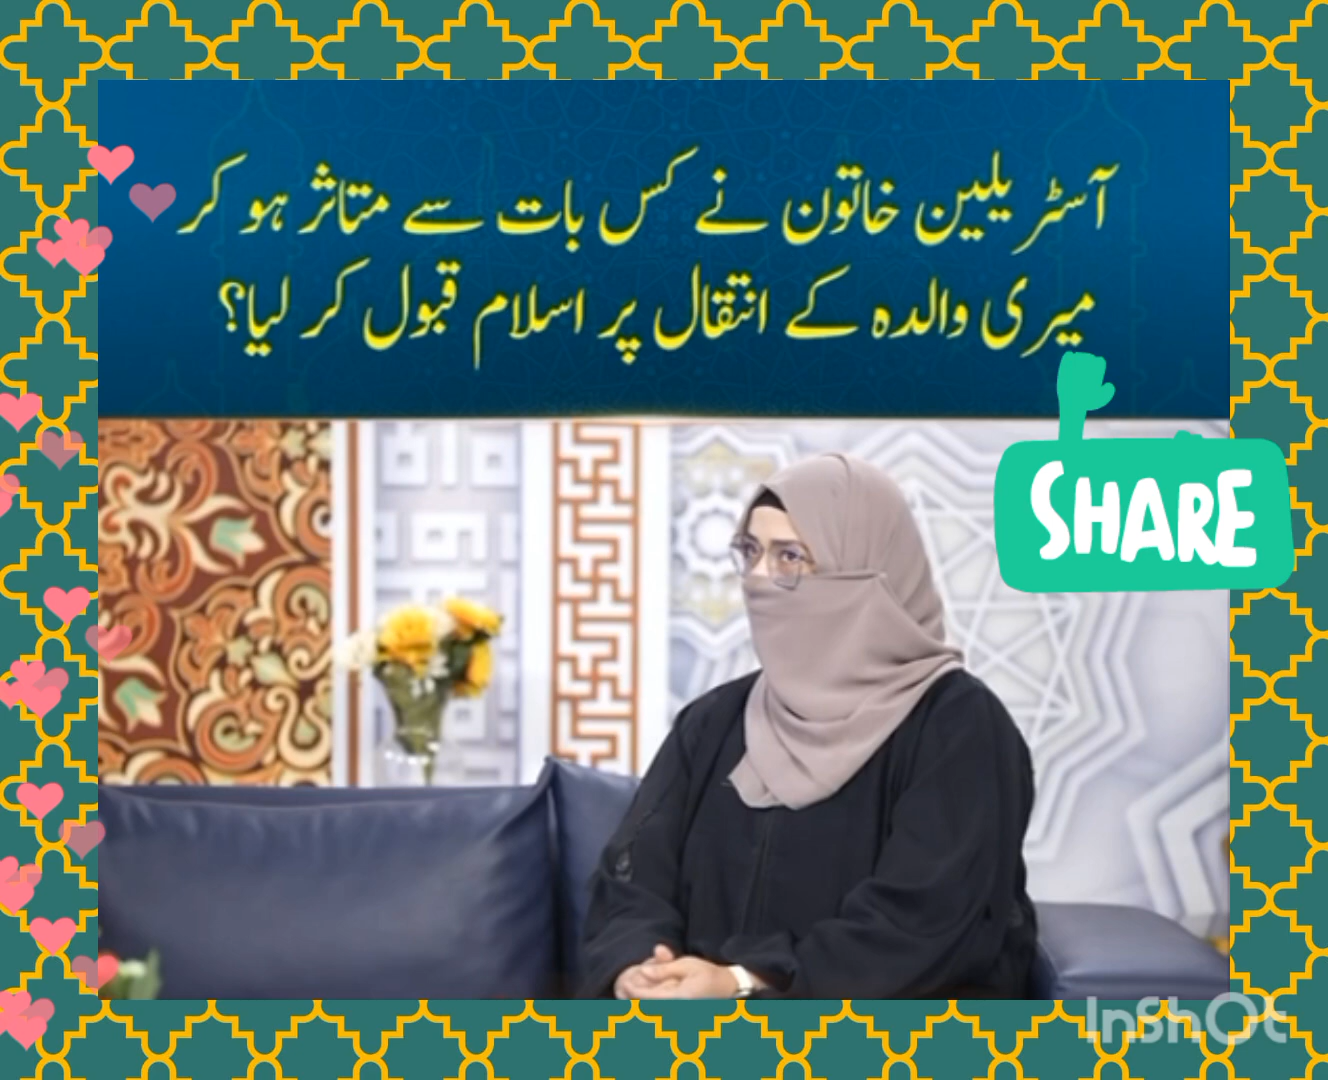 آسٹریلین خاتون نے کس بات سے متاثر ہو کر
میری والدہ کے انتقال پر اسلام قبول کر لیا؟
SHARE
InShOt